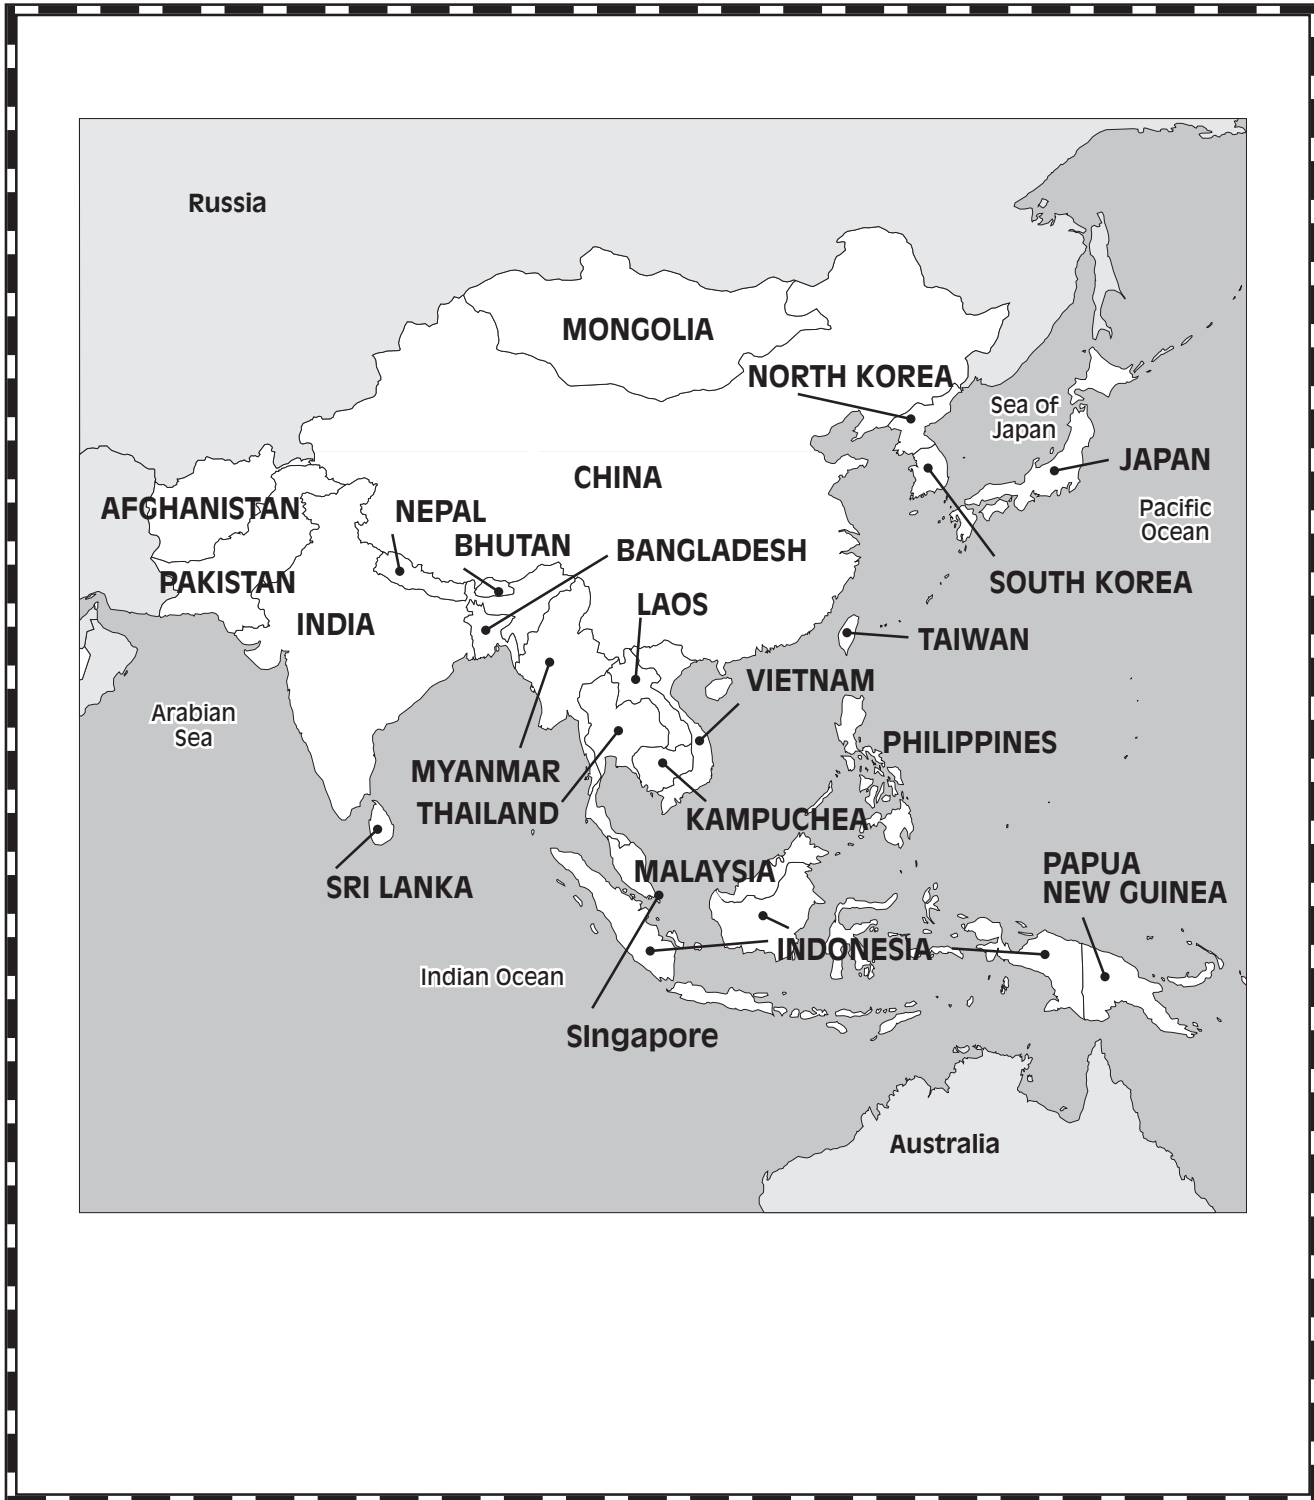 Russia
MONGOLIA
NORTH KOREA
Sea of
Japan
JAPAN
CHINA
AFGHANISTAN
NEPAL
Pacific
Ocean
BHUTAN
BANGLADESH
PAKISTAN
SOUTH KOREA
LAOS
INDIA
TAIWAN
VIETNAM
Arabian
Sea
PHILIPPINES
MYANMAR
THAILAND
KAMPUCHEA
PAPUA
NEW GUINEA
MALAYSIA
SRI LANKA
INDONESIA
Indian Ocean
SIngapore
Australia